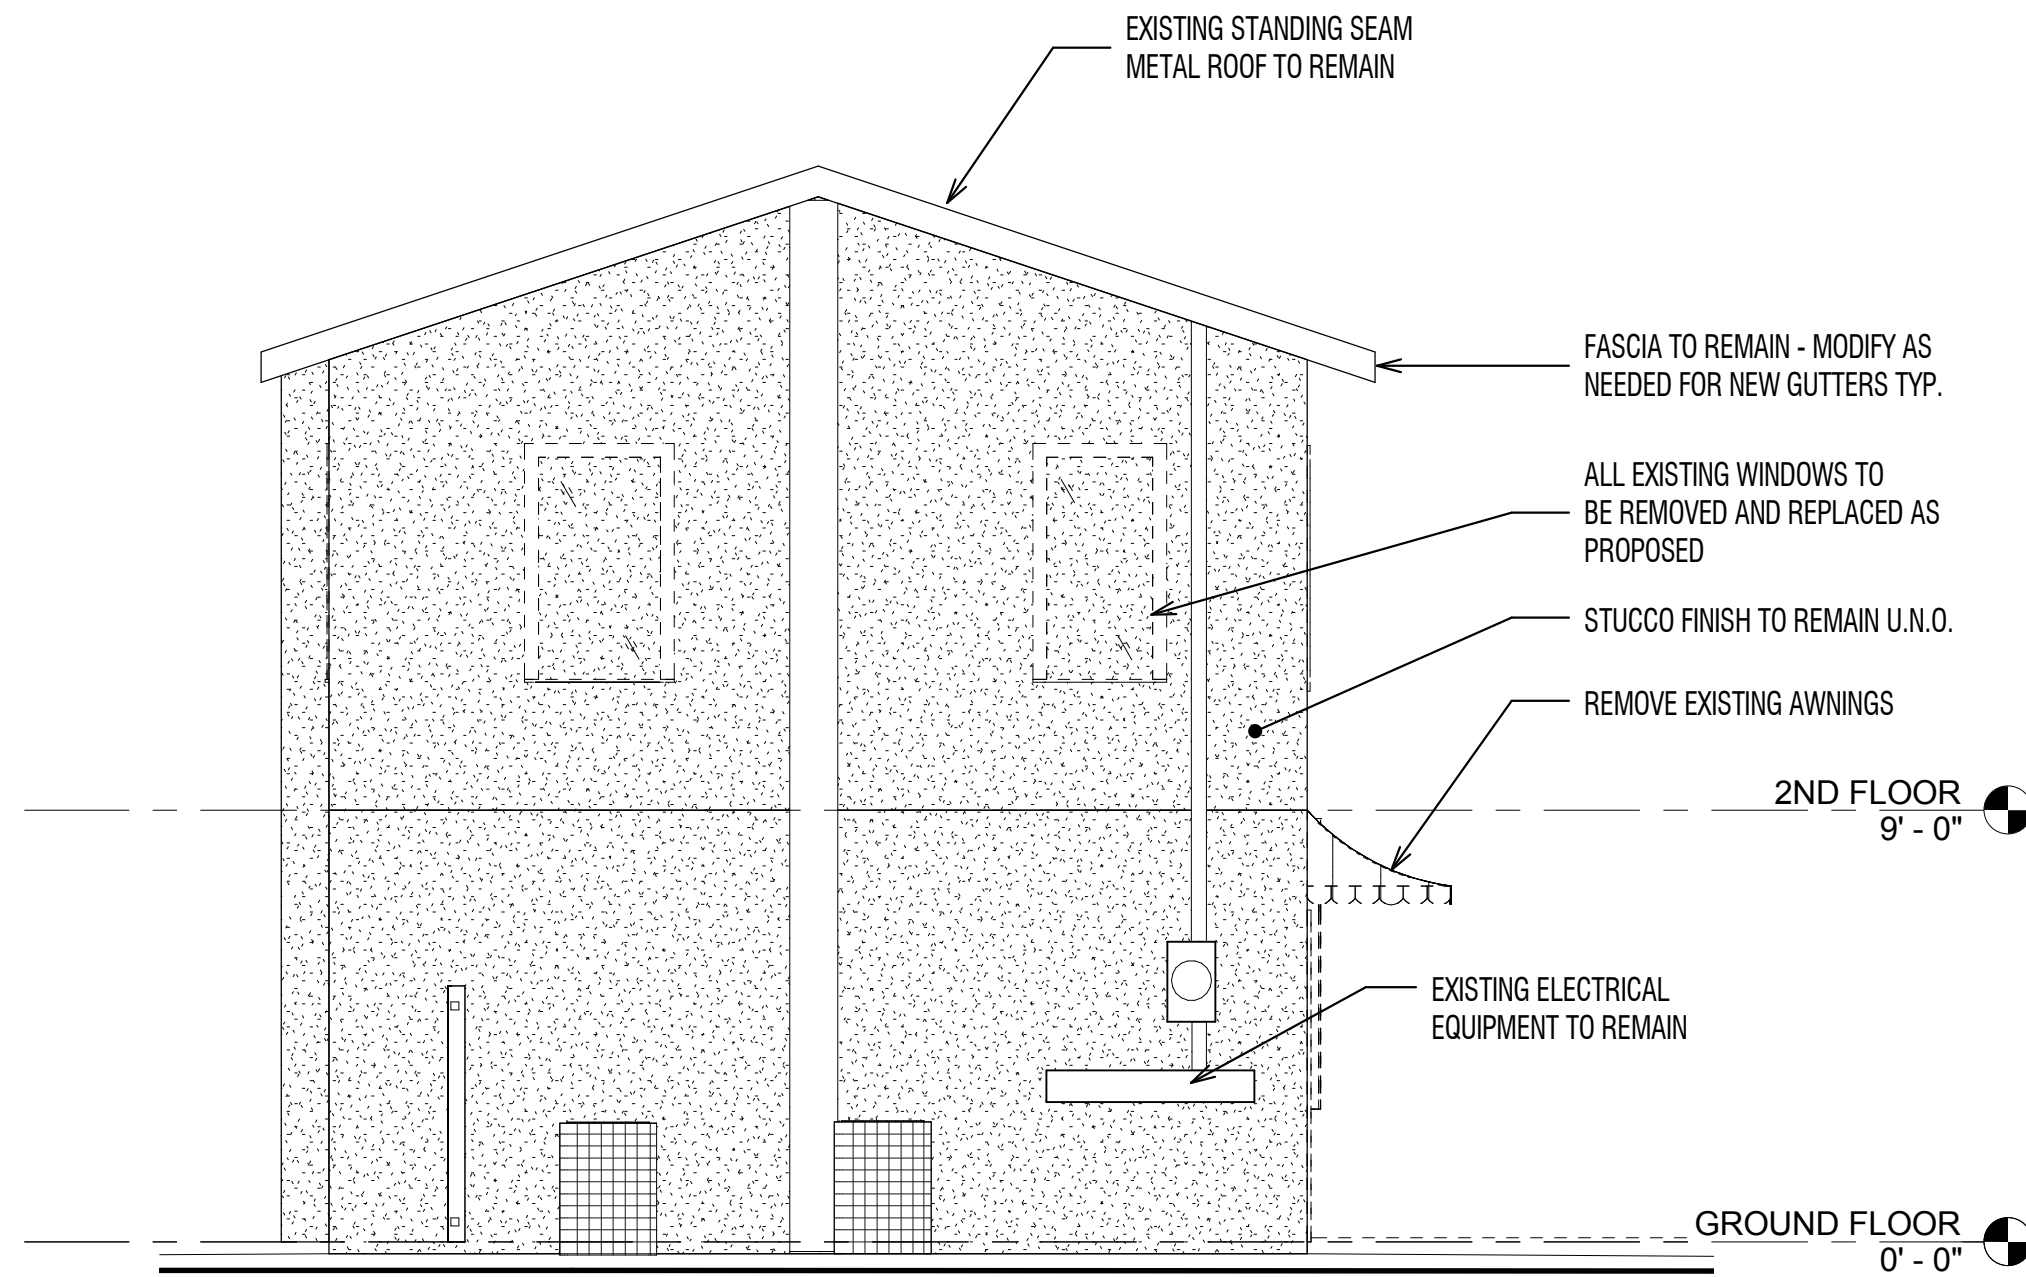 EXISTING STANDING SEAM
METAL ROOF TO REMAIN
FASCIA TO REMAIN - MODIFY AS
NEEDED FOR NEW GUTTERS TYP.
ALL EXISTING WINDOWS TO
BE REMOVED AND REPLACED AS
PROPOSED
STUCCO FINISH TO REMAIN U.N.O.
REMOVE EXISTING AWNINGS
2ND FLOOR
9' - 0"
EXISTING ELECTRICAL
EQUIPMENT TO REMAIN
GROUND FLOOR
0' - 0"